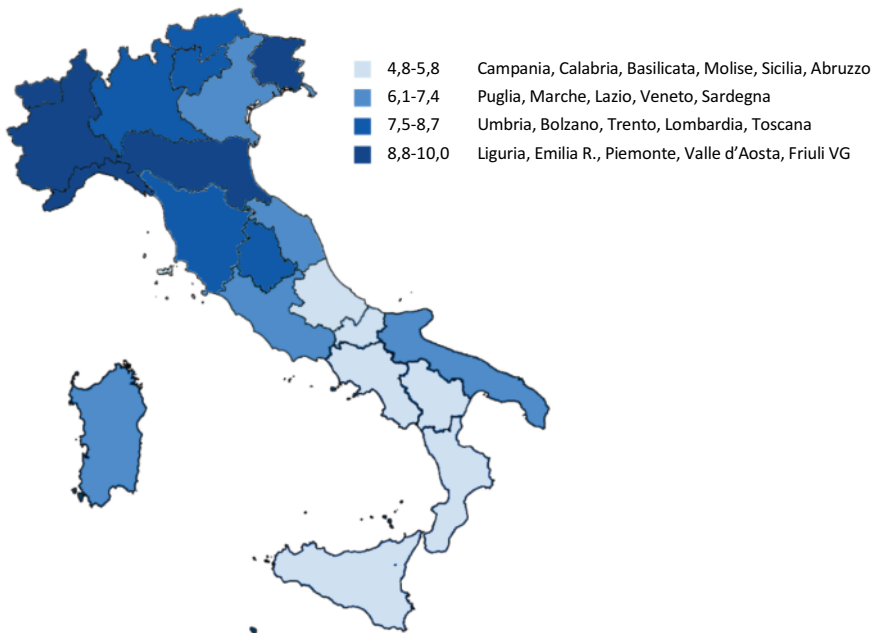 4,8-5,8 Campania, Calabria, Basilicata, Molise, Sicilia, Abruzzo
6,1-7,4 Puglia, Marche, Lazio, Veneto, Sardegna
7,5-8,7 Umbria, Bolzano, Trento, Lombardia, Toscana
8,8-10,0 Liguria, Emilia R., Piemonte, Valle d’Aosta, Friuli VG